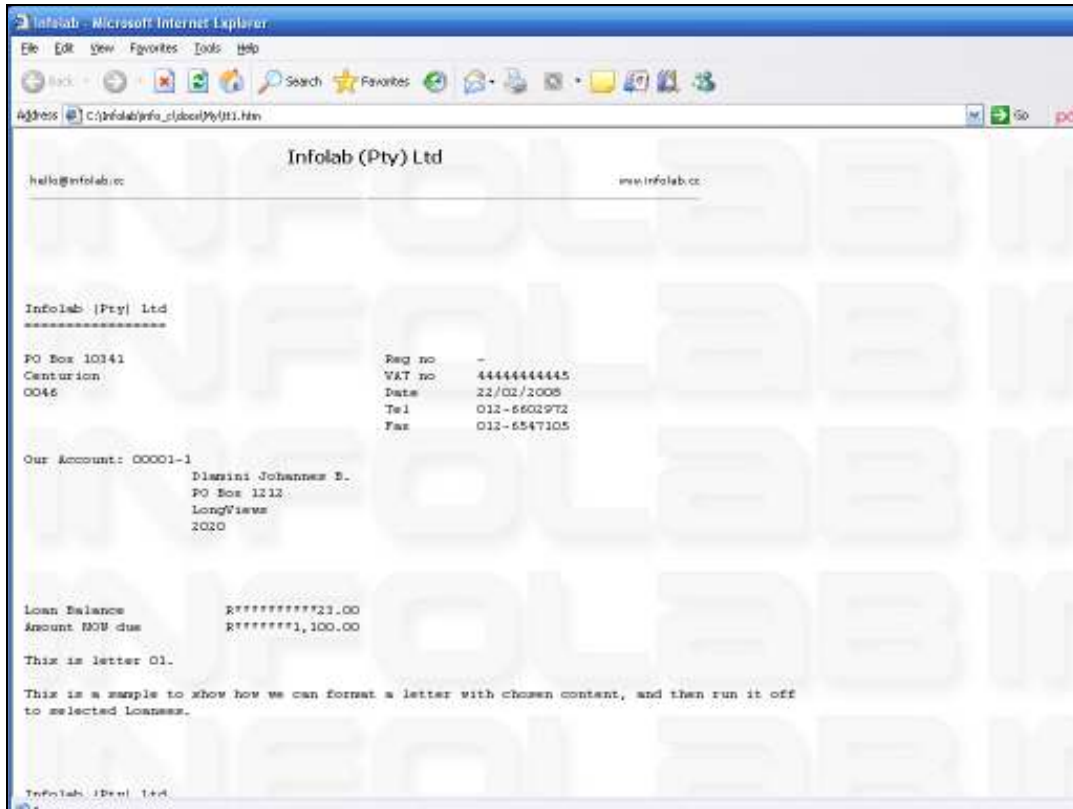 Infolab - Microsoft Internet Explorer
File Edit View Favorites Tools Help
Back Search Favorites
Address Go
Infolab (Pty) Ltd
hello@infolab.cc www.infolab.cc
Infolab (Pty) Ltd
=================
PO Box 10341 Reg no -
Centurion VAT no 44444444445
0046 Date 22/02/2008
Tel 012-6602972
Fax 012-6547105
Our Account: 00001-1
Dlamini Johannes B.
PO Box 1212
LongViews
2020
Loan Balance R**********23.00
Amount NOW due R*******1,100.00
This is letter 01.
This is a sample to show how we can format a letter with chosen content, and then run it off
to selected Loanees.
Infolab (Pty) Ltd